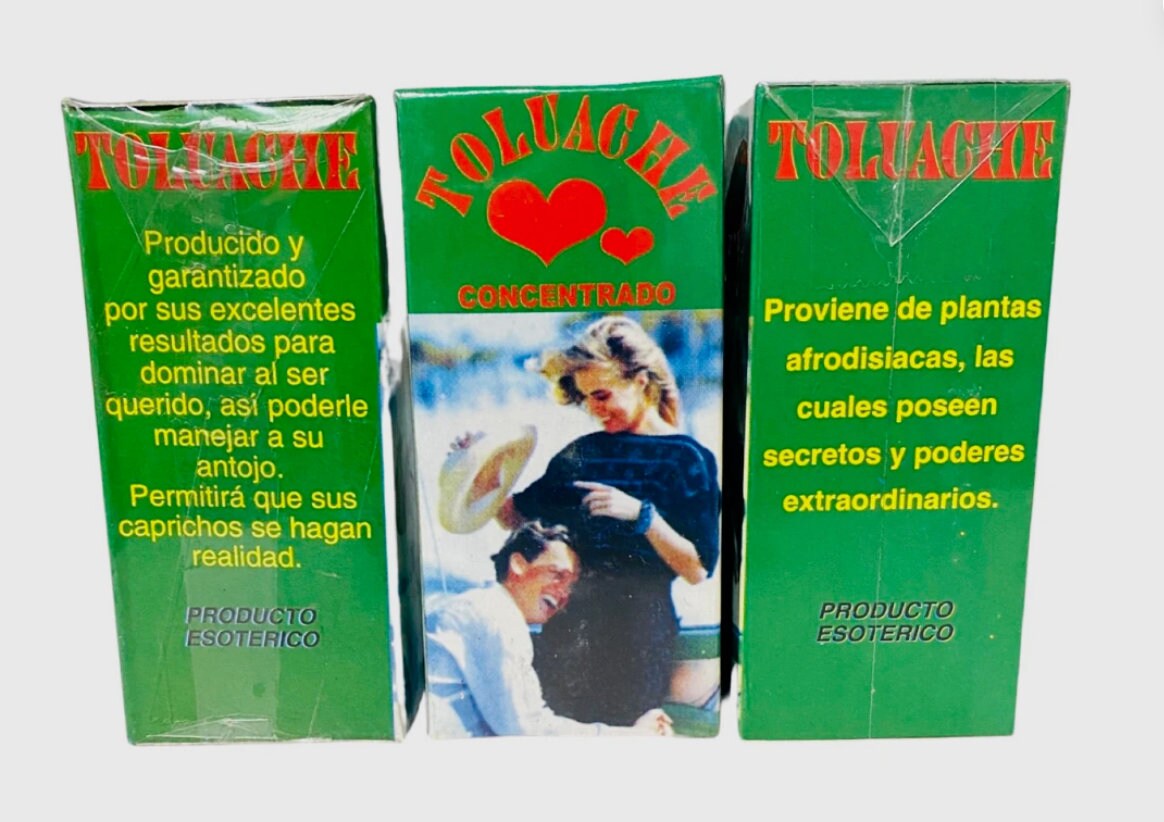 TOLUACHE
Producido y
garantizado
por sus excelentes
resultados para
dominar al ser
querido, así poderle
manejar a su
antojo.
Permitirá que sus
caprichos se hagan
realidad.
PRODUCTO
ESOTERICO
TOLUACHE
CONCENTRADO
TOLUACHE
Proviene de plantas
afrodisiacas, las
cuales poseen
secretos y poderes
extraordinarios.
PRODUCTO
ESOTERICO